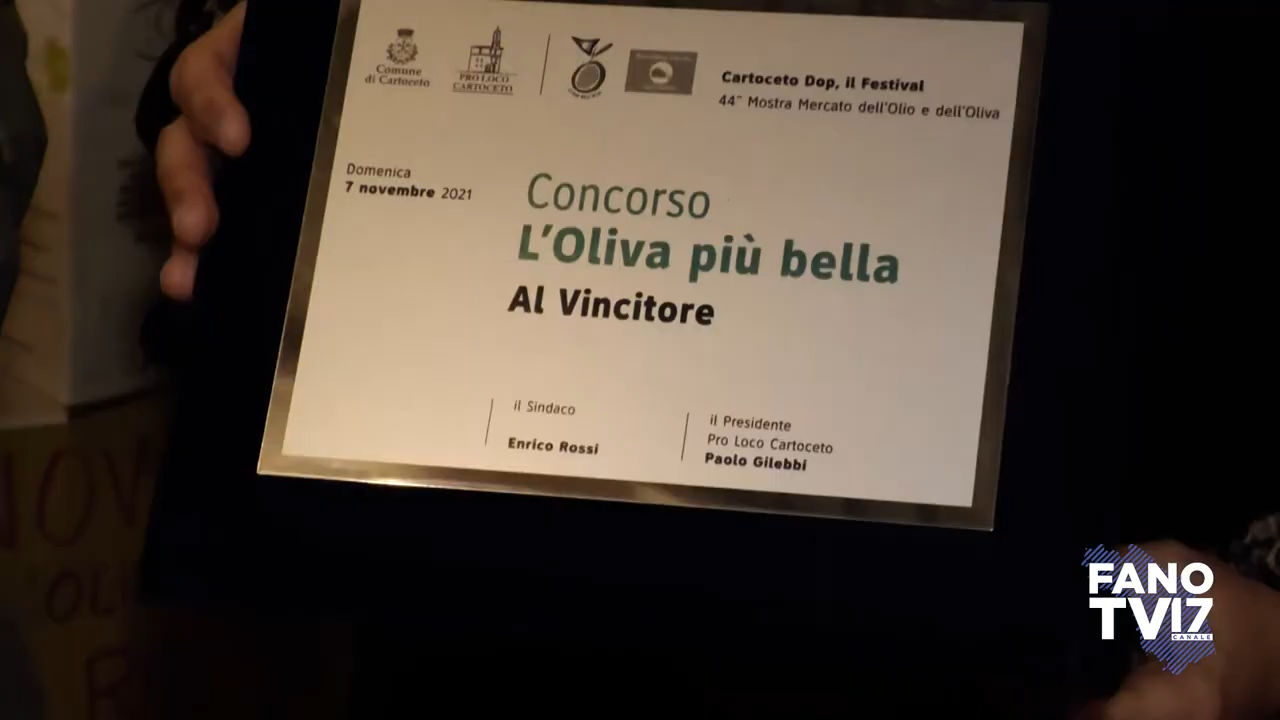 Comune
di Cartoceto
PRO LOCO
CARTOCETO
Cartoceto Dop, il Festival
44^ Mostra Mercato dell'Olio e dell'Oliva
Domenica
7 novembre 2021
Concorso
L'Oliva più bella
Al Vincitore
il Sindaco
Enrico Rossi
il Presidente
Pro Loco Cartoceto
Paolo Gilebbi
FANO
TV17
CANALE